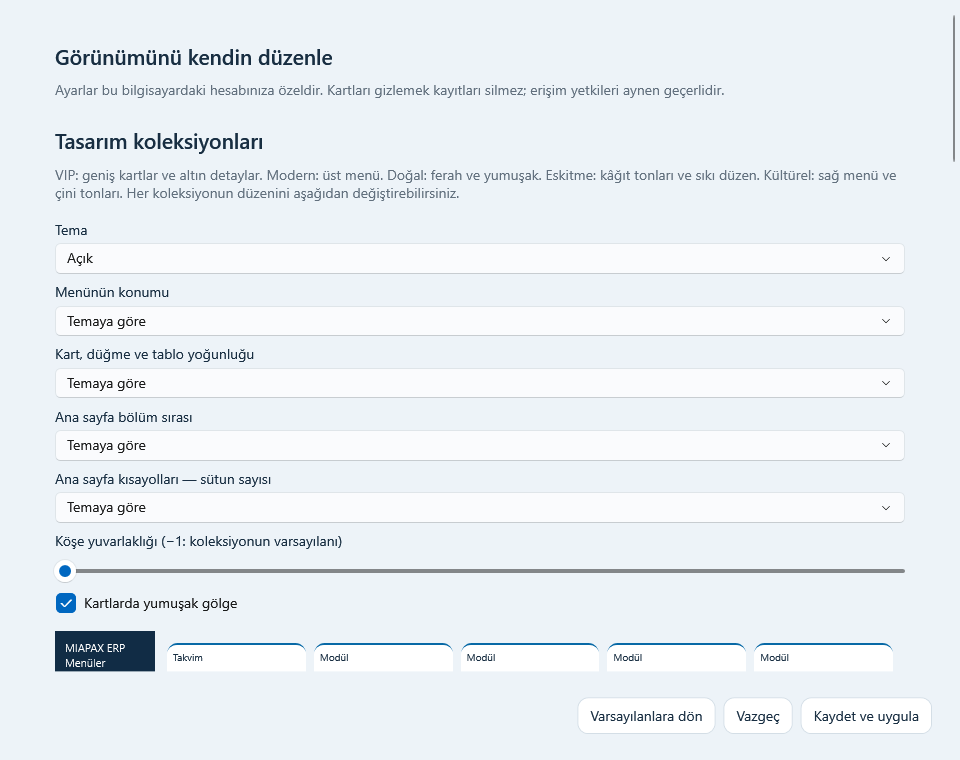 Görünümünü kendin düzenle
Ayarlar bu bilgisayardaki hesabınıza özeldir. Kartları gizlemek kayıtları silmez; erişim yetkileri aynen geçerlidir.
Tasarım koleksiyonları
VIP: geniş kartlar ve altın detaylar. Modern: üst menü. Doğal: ferah ve yumuşak. Eskitme: kâğıt tonları ve sıkı düzen. Kültürel: sağ menü ve
çini tonları. Her koleksiyonun düzenini aşağıdan değiştirebilirsiniz.
Tema
Açık
Menünün konumu
Temaya göre
Kart, düğme ve tablo yoğunluğu
Temaya göre
Ana sayfa bölüm sırası
Temaya göre
Ana sayfa kısayolları — sütun sayısı
Temaya göre
Köşe yuvarlaklığı (−1: koleksiyonun varsayılanı)
Kartlarda yumuşak gölge
MIAPAX ERP
Menüler
Takvim
Modül
Modül
Modül
Modül
Varsayılanlara dön
Vazgeç
Kaydet ve uygula